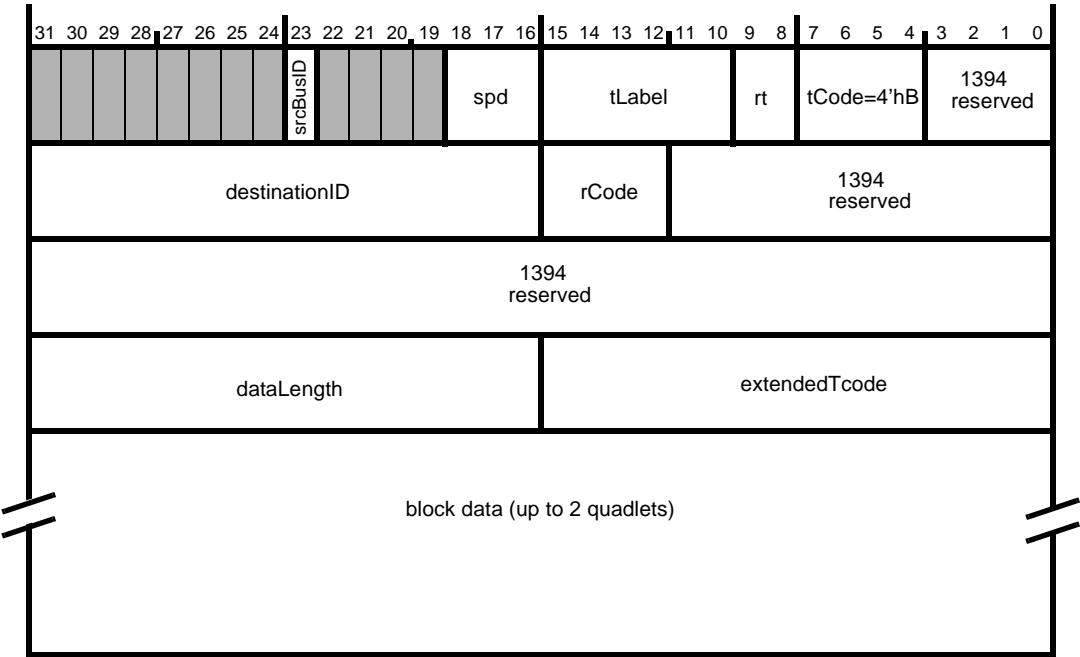 31 30 29 28 27 26 25 24 23 22 21 20 19 18 17 16 15 14 13 12 11 10 9 8 7 6 5 4 3 2 1 0
srcBusID
spd
tLabel
rt
tCode=4'hB
1394
reserved
destinationID
rCode
1394
reserved
1394
reserved
dataLength
extendedTcode
block data (up to 2 quadlets)